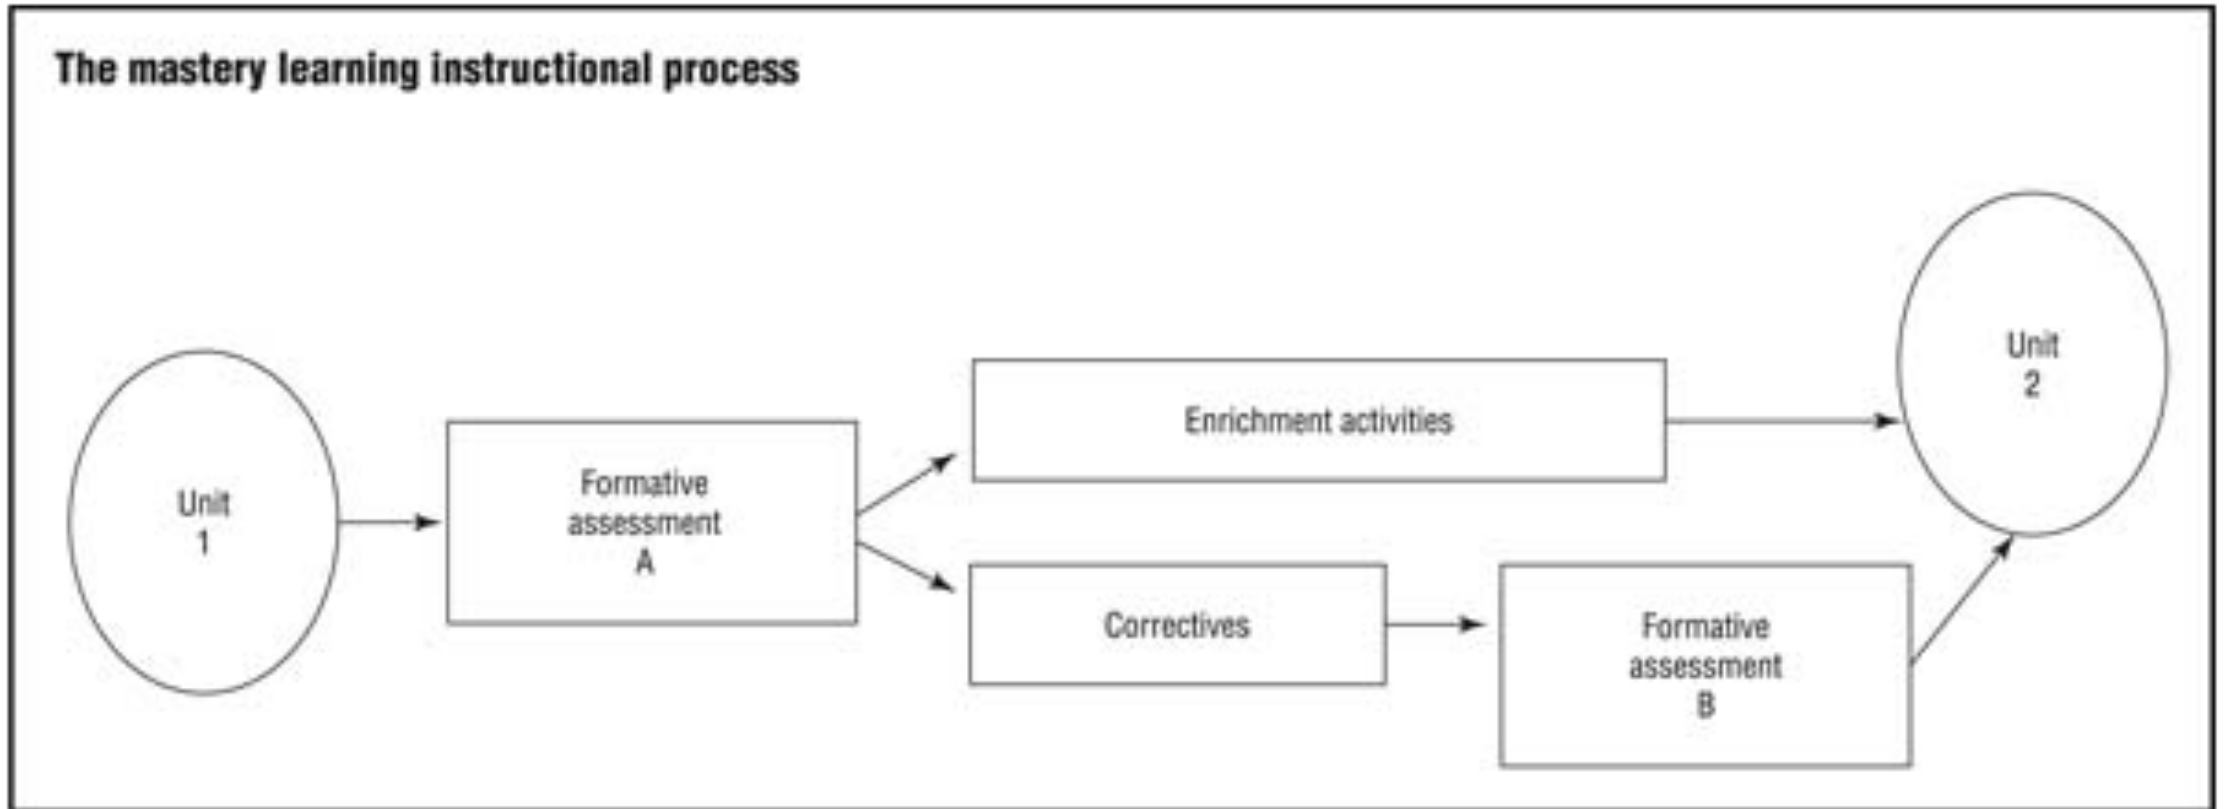 The mastery learning instructional process
Unit
1
Formative
assessment
A
Enrichment activities
Correctives
Formative
assessment
B
Unit
2